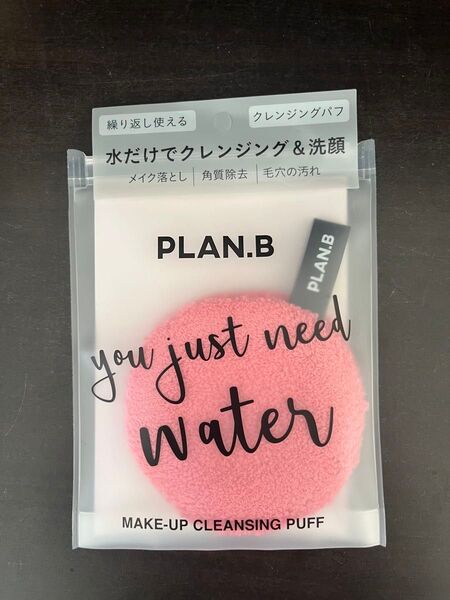 繰り返し使える
クレンジングパフ
水だけでクレンジング＆洗顔
メイク落とし｜角質除去｜毛穴の汚れ
PLAN.B
PLAN.B
you just need
water
MAKE-UP CLEANSING PUFF